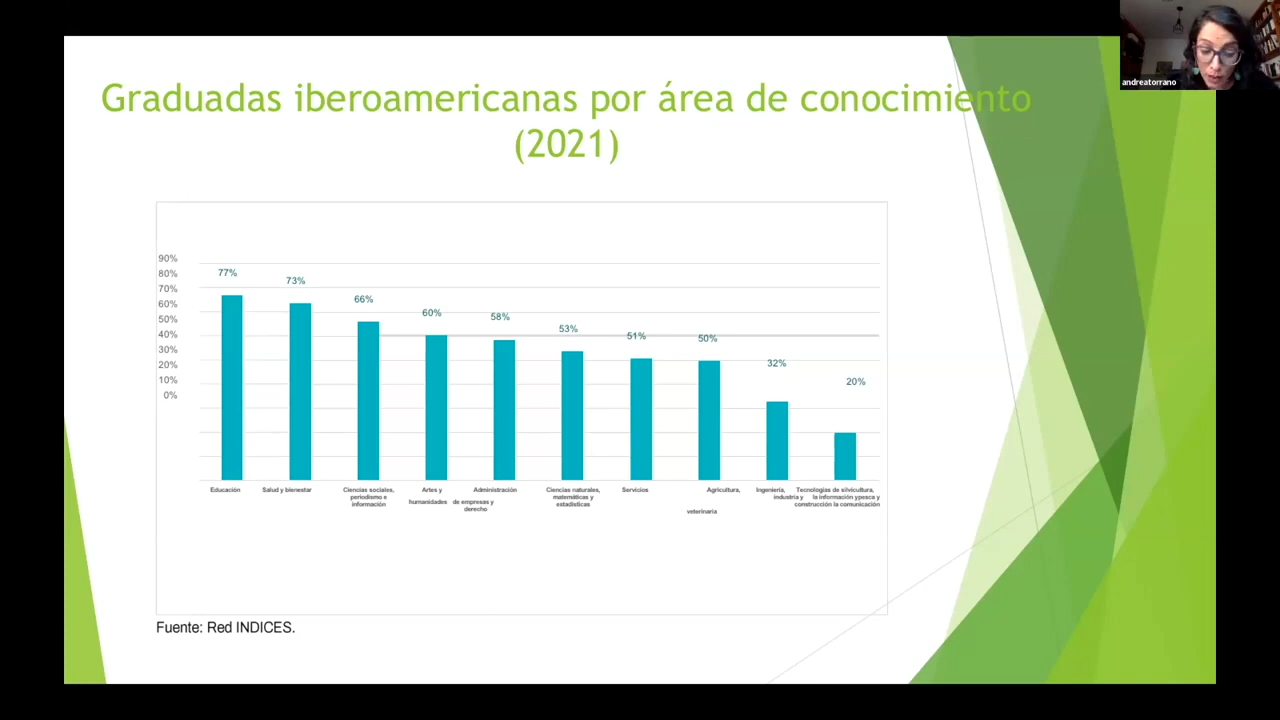 andreatorrano
Graduadas iberoamericanas por área de conocimiento
(2021)
90%
80%
70%
60%
50%
40%
30%
20%
10%
0%
77%
73%
66%
60%
58%
53%
51%
50%
32%
20%
Educación
Salud y bienestar
Ciencias sociales,
periodismo e
información
Artes y
humanidades
Administración
de empresas y
derecho
Ciencias naturales,
matemáticas y
estadísticas
Servicios
Agricultura,
veterinaria
Ingeniería,
industria y
Tecnologías de silvicultura,
la información ypesca y
construcción la comunicación
Fuente: Red INDICES.